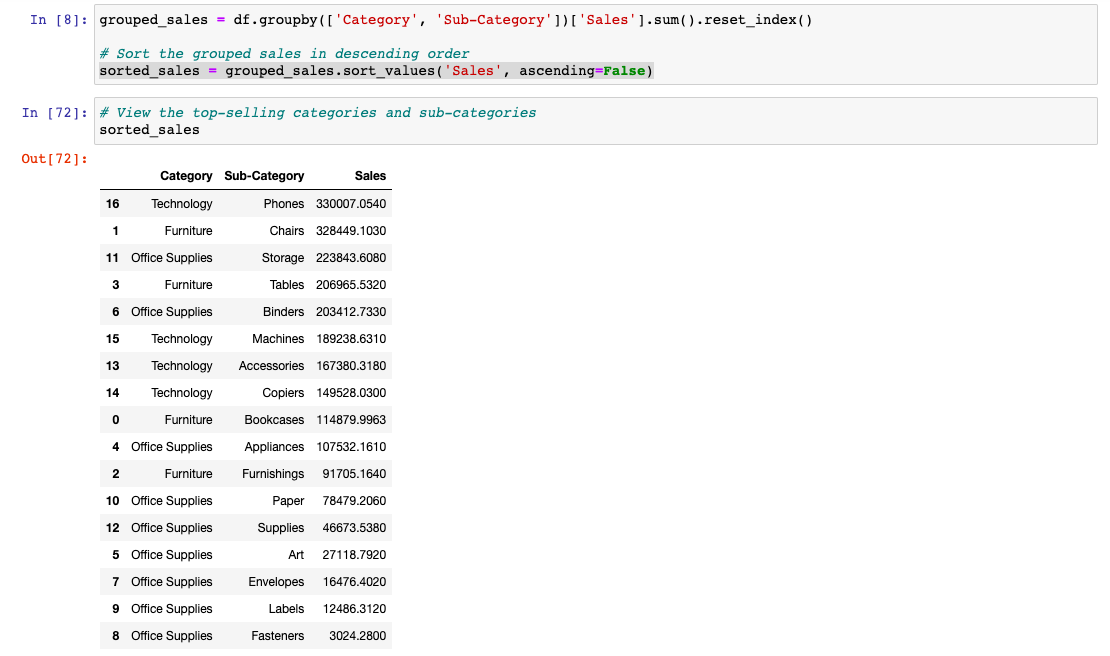 In [8]: grouped_sales = df.groupby(['Category', 'Sub-Category'])['Sales'].sum().reset_index()
# Sort the grouped sales in descending order
sorted_sales = grouped_sales.sort_values('Sales', ascending=False)
In [72]: # View the top-selling categories and sub-categories
sorted_sales
Out[72]:
Category Sub-Category Sales
16 Technology Phones 330007.0540
1 Furniture Chairs 328449.1030
11 Office Supplies Storage 223843.6080
3 Furniture Tables 206965.5320
6 Office Supplies Binders 203412.7330
15 Technology Machines 189238.6310
13 Technology Accessories 167380.3180
14 Technology Copiers 149528.0300
0 Furniture Bookcases 114879.9963
4 Office Supplies Appliances 107532.1610
2 Furniture Furnishings 91705.1640
10 Office Supplies Paper 78479.2060
12 Office Supplies Supplies 46673.5380
5 Office Supplies Art 27118.7920
7 Office Supplies Envelopes 16476.4020
9 Office Supplies Labels 12486.3120
8 Office Supplies Fasteners 3024.2800